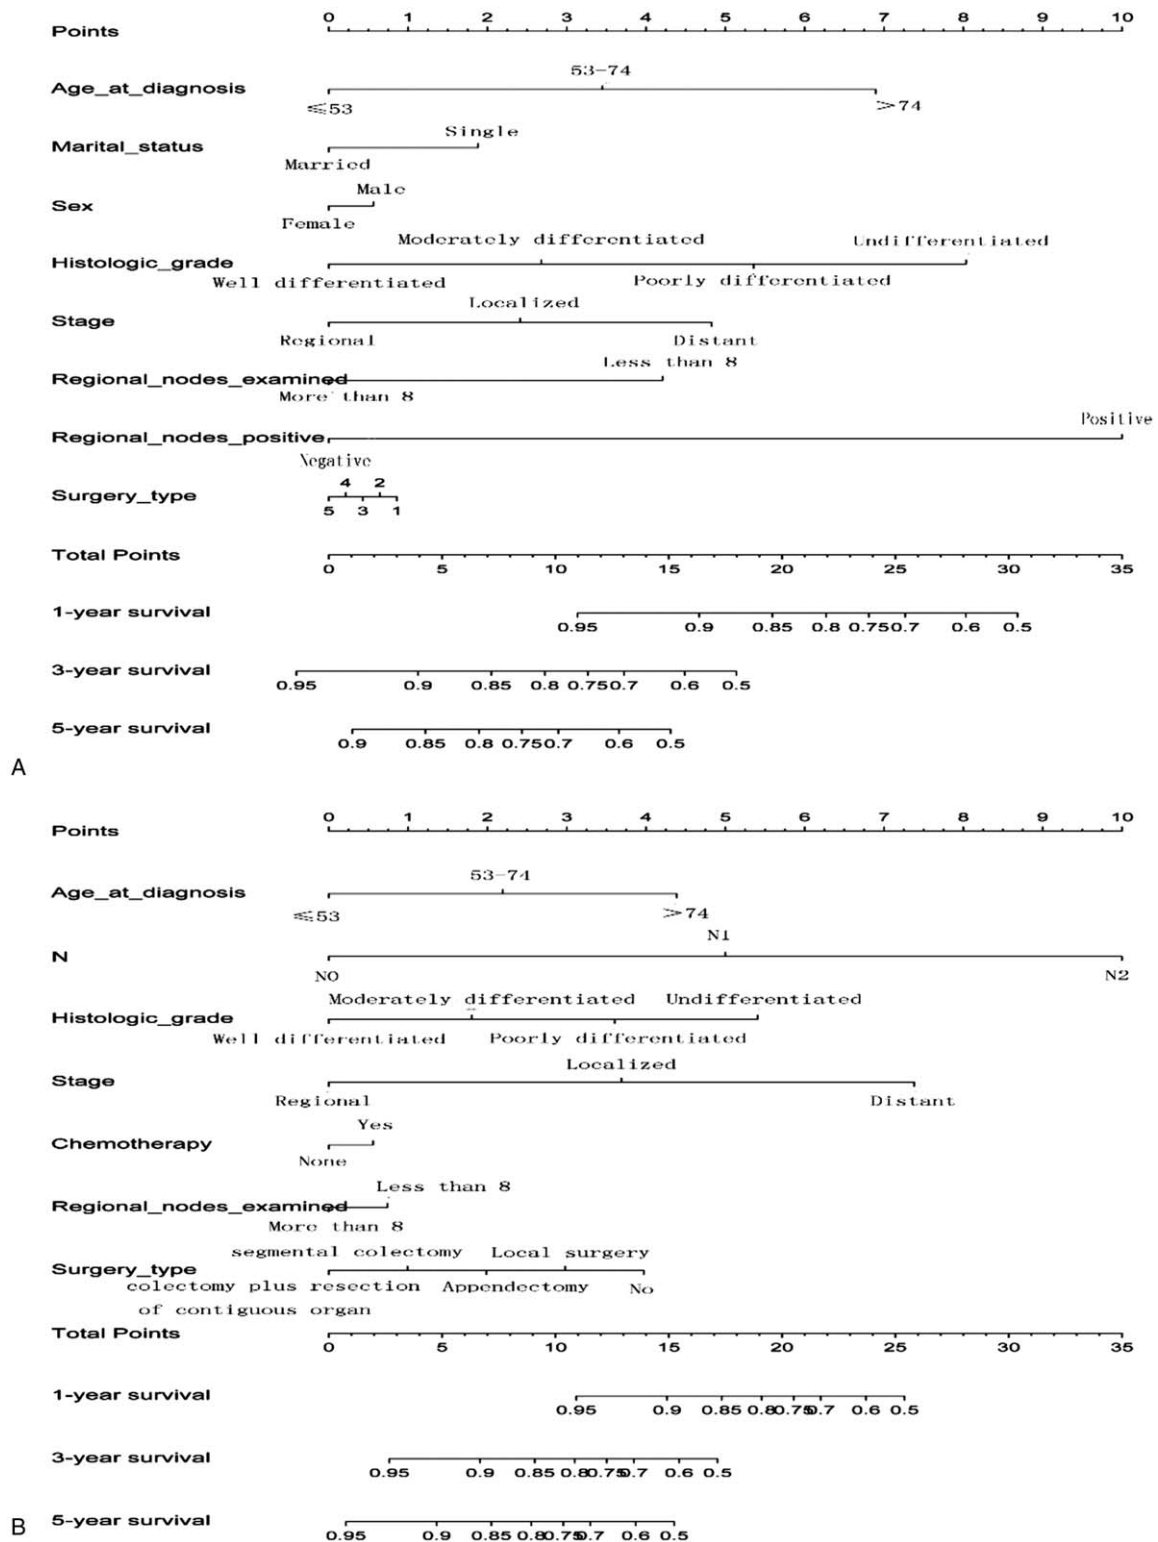 0 1 2 3 4 5 6 7 8 9 10
Points
53-74
Age_at_diagnosis
≤53 >74
Single
Marital_status
Married
Male
Sex
Female
Moderately differentiated Undifferentiated
Histologic_grade
Well differentiated Poorly differentiated
Localized
Stage
Regional Distant
Less than 8
Regional_nodes_examined
More than 8
Positive
Regional_nodes_positive
Negative
4 2
Surgery_type
5 3 1
Total Points
0 5 10 15 20 25 30 35
1-year survival
0.95 0.9 0.85 0.8 0.75 0.7 0.6 0.5
3-year survival
0.95 0.9 0.85 0.8 0.75 0.7 0.6 0.5
5-year survival
0.9 0.85 0.8 0.75 0.7 0.6 0.5
A
0 1 2 3 4 5 6 7 8 9 10
Points
53-74
Age_at_diagnosis
≤53 >74
N1
N
N0 N2
Moderately differentiated Undifferentiated
Histologic_grade
Well differentiated Poorly differentiated
Localized
Stage
Regional Distant
Yes
Chemotherapy
None
Less than 8
Regional_nodes_examined
More than 8
segmental colectomy Local surgery
Surgery_type
colectomy plus resection Appendectomy No
of contiguous organ
Total Points
0 5 10 15 20 25 30 35
1-year survival
0.95 0.9 0.85 0.8 0.75 0.7 0.6 0.5
3-year survival
0.95 0.9 0.85 0.8 0.75 0.7 0.6 0.5
5-year survival
0.95 0.9 0.85 0.8 0.75 0.7 0.6 0.5
B